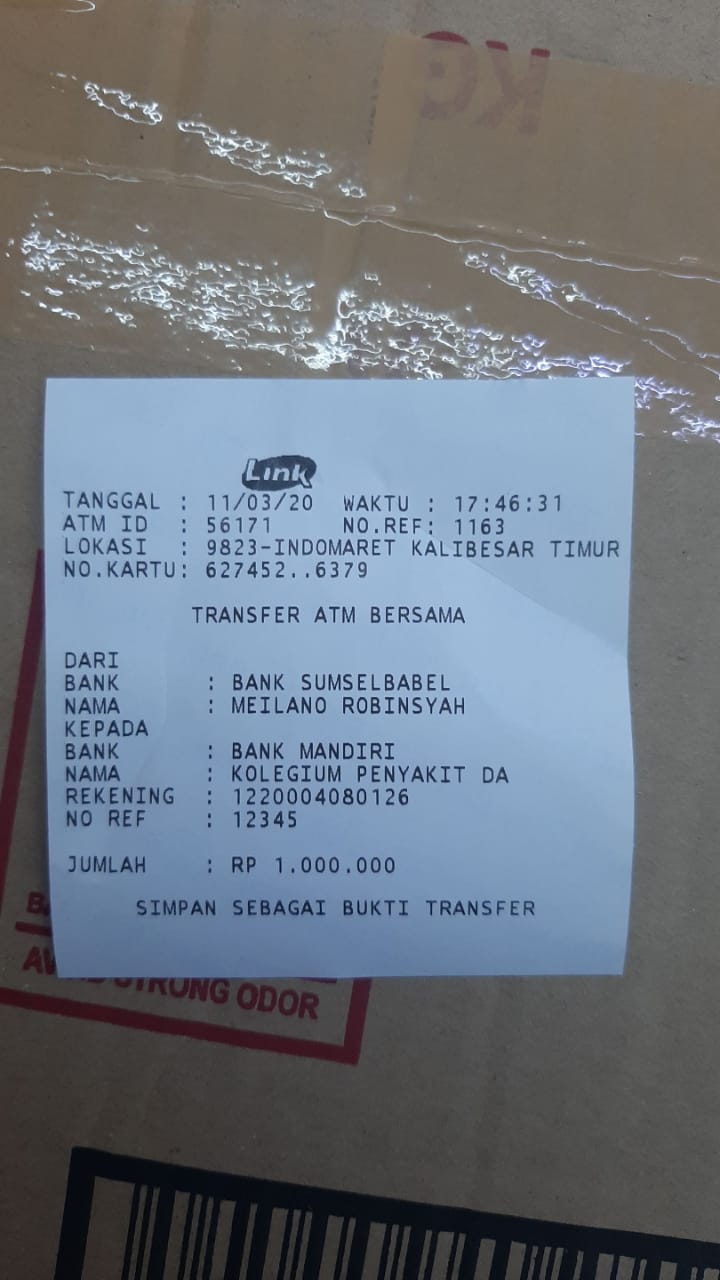 KG
Link
TANGGAL : 11/03/20 WAKTU : 17:46:31
ATM ID : 56171 NO.REF: 1163
LOKASI : 9823-INDOMARET KALIBESAR TIMUR
NO.KARTU: 627452..6379
TRANSFER ATM BERSAMA
DARI
BANK : BANK SUMSELBABEL
NAMA : MEILANO ROBINSYAH
KEPADA
BANK : BANK MANDIRI
NAMA : KOLEGIUM PENYAKIT DA
REKENING : 1220004080126
NO REF : 12345
JUMLAH : RP 1.000.000
SIMPAN SEBAGAI BUKTI TRANSFER
STRONG ODOR